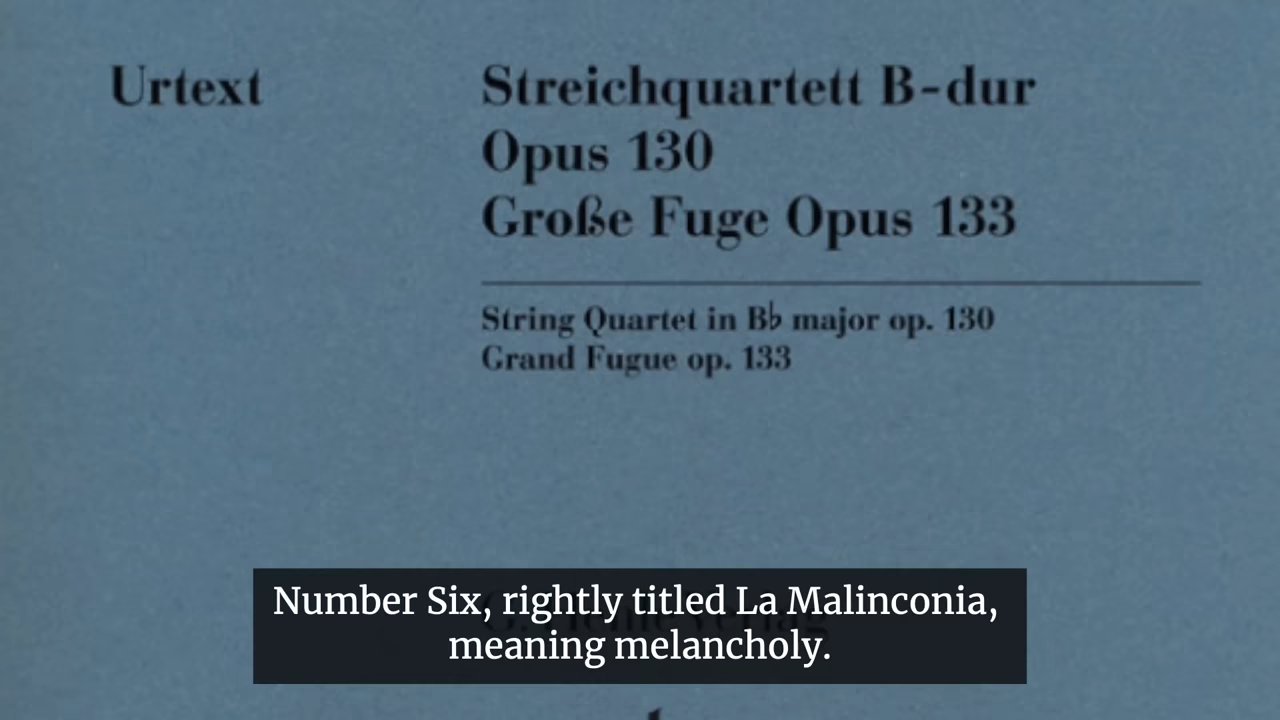 Urtext
Streichquartett B-dur
Opus 130
Große Fuge Opus 133
String Quartet in B♭ major op. 130
Grand Fugue op. 133
Number Six, rightly titled La Malinconia,
meaning melancholy.